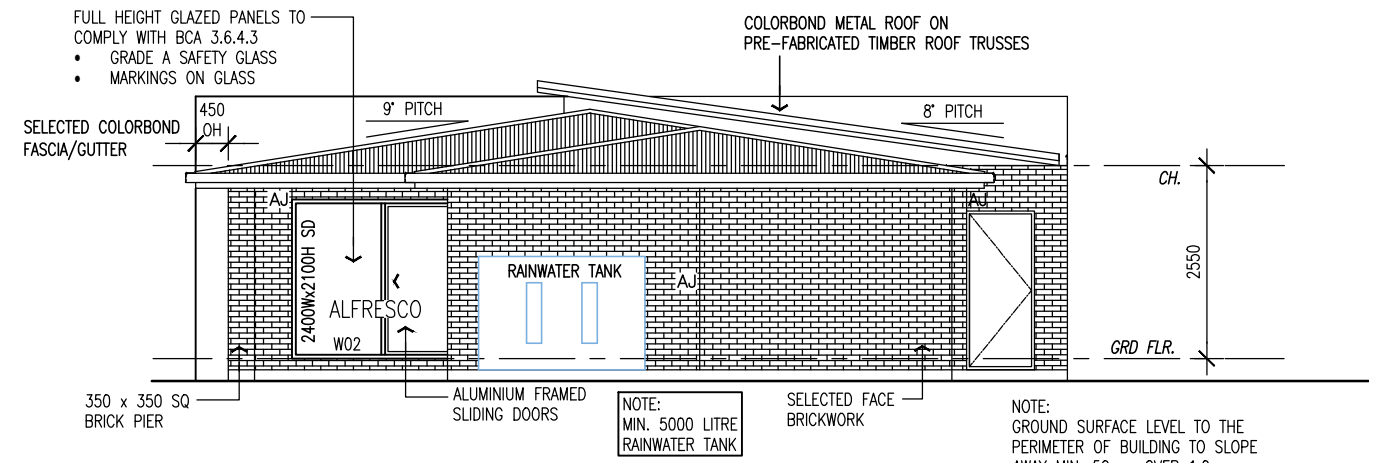 FULL HEIGHT GLAZED PANELS TO
COMPLY WITH BCA 3.6.4.3
• GRADE A SAFETY GLASS
• MARKINGS ON GLASS
COLORBOND METAL ROOF ON
PRE-FABRICATED TIMBER ROOF TRUSSES
450
OH
9° PITCH
8° PITCH
SELECTED COLORBOND
FASCIA/GUTTER
CH.
AJ
AJ
2400Wx2100H SD
RAINWATER TANK
AJ
2550
ALFRESCO
W02
GRD FLR.
350 x 350 SQ
BRICK PIER
ALUMINIUM FRAMED
SLIDING DOORS
NOTE:
MIN. 5000 LITRE
RAINWATER TANK
SELECTED FACE
BRICKWORK
NOTE:
GROUND SURFACE LEVEL TO THE
PERIMETER OF BUILDING TO SLOPE
AWAY MIN. 50 OVER